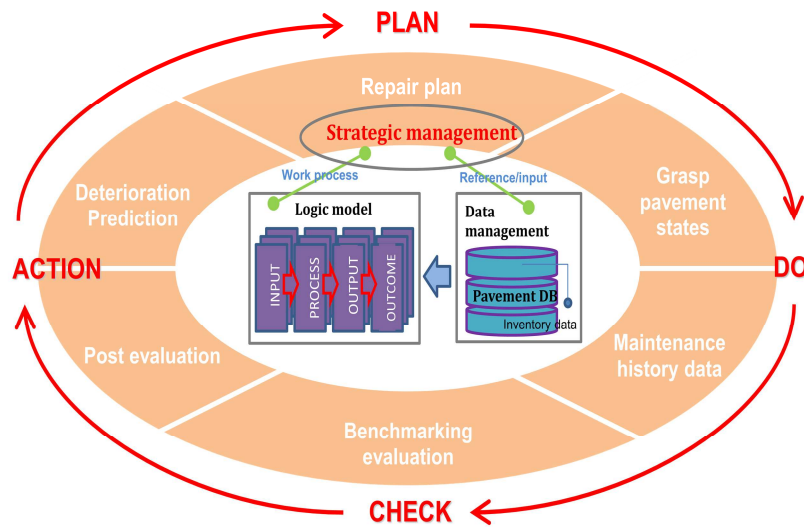 PLAN
Repair plan
Strategic management
Work process
Reference/input
Deterioration
Prediction
Grasp
pavement
states
Logic model
Data
management
INPUT
PROCESS
OUTPUT
OUTCOME
Pavement DB
Inventory data
ACTION
DO
Post evaluation
Maintenance
history data
Benchmarking
evaluation
CHECK